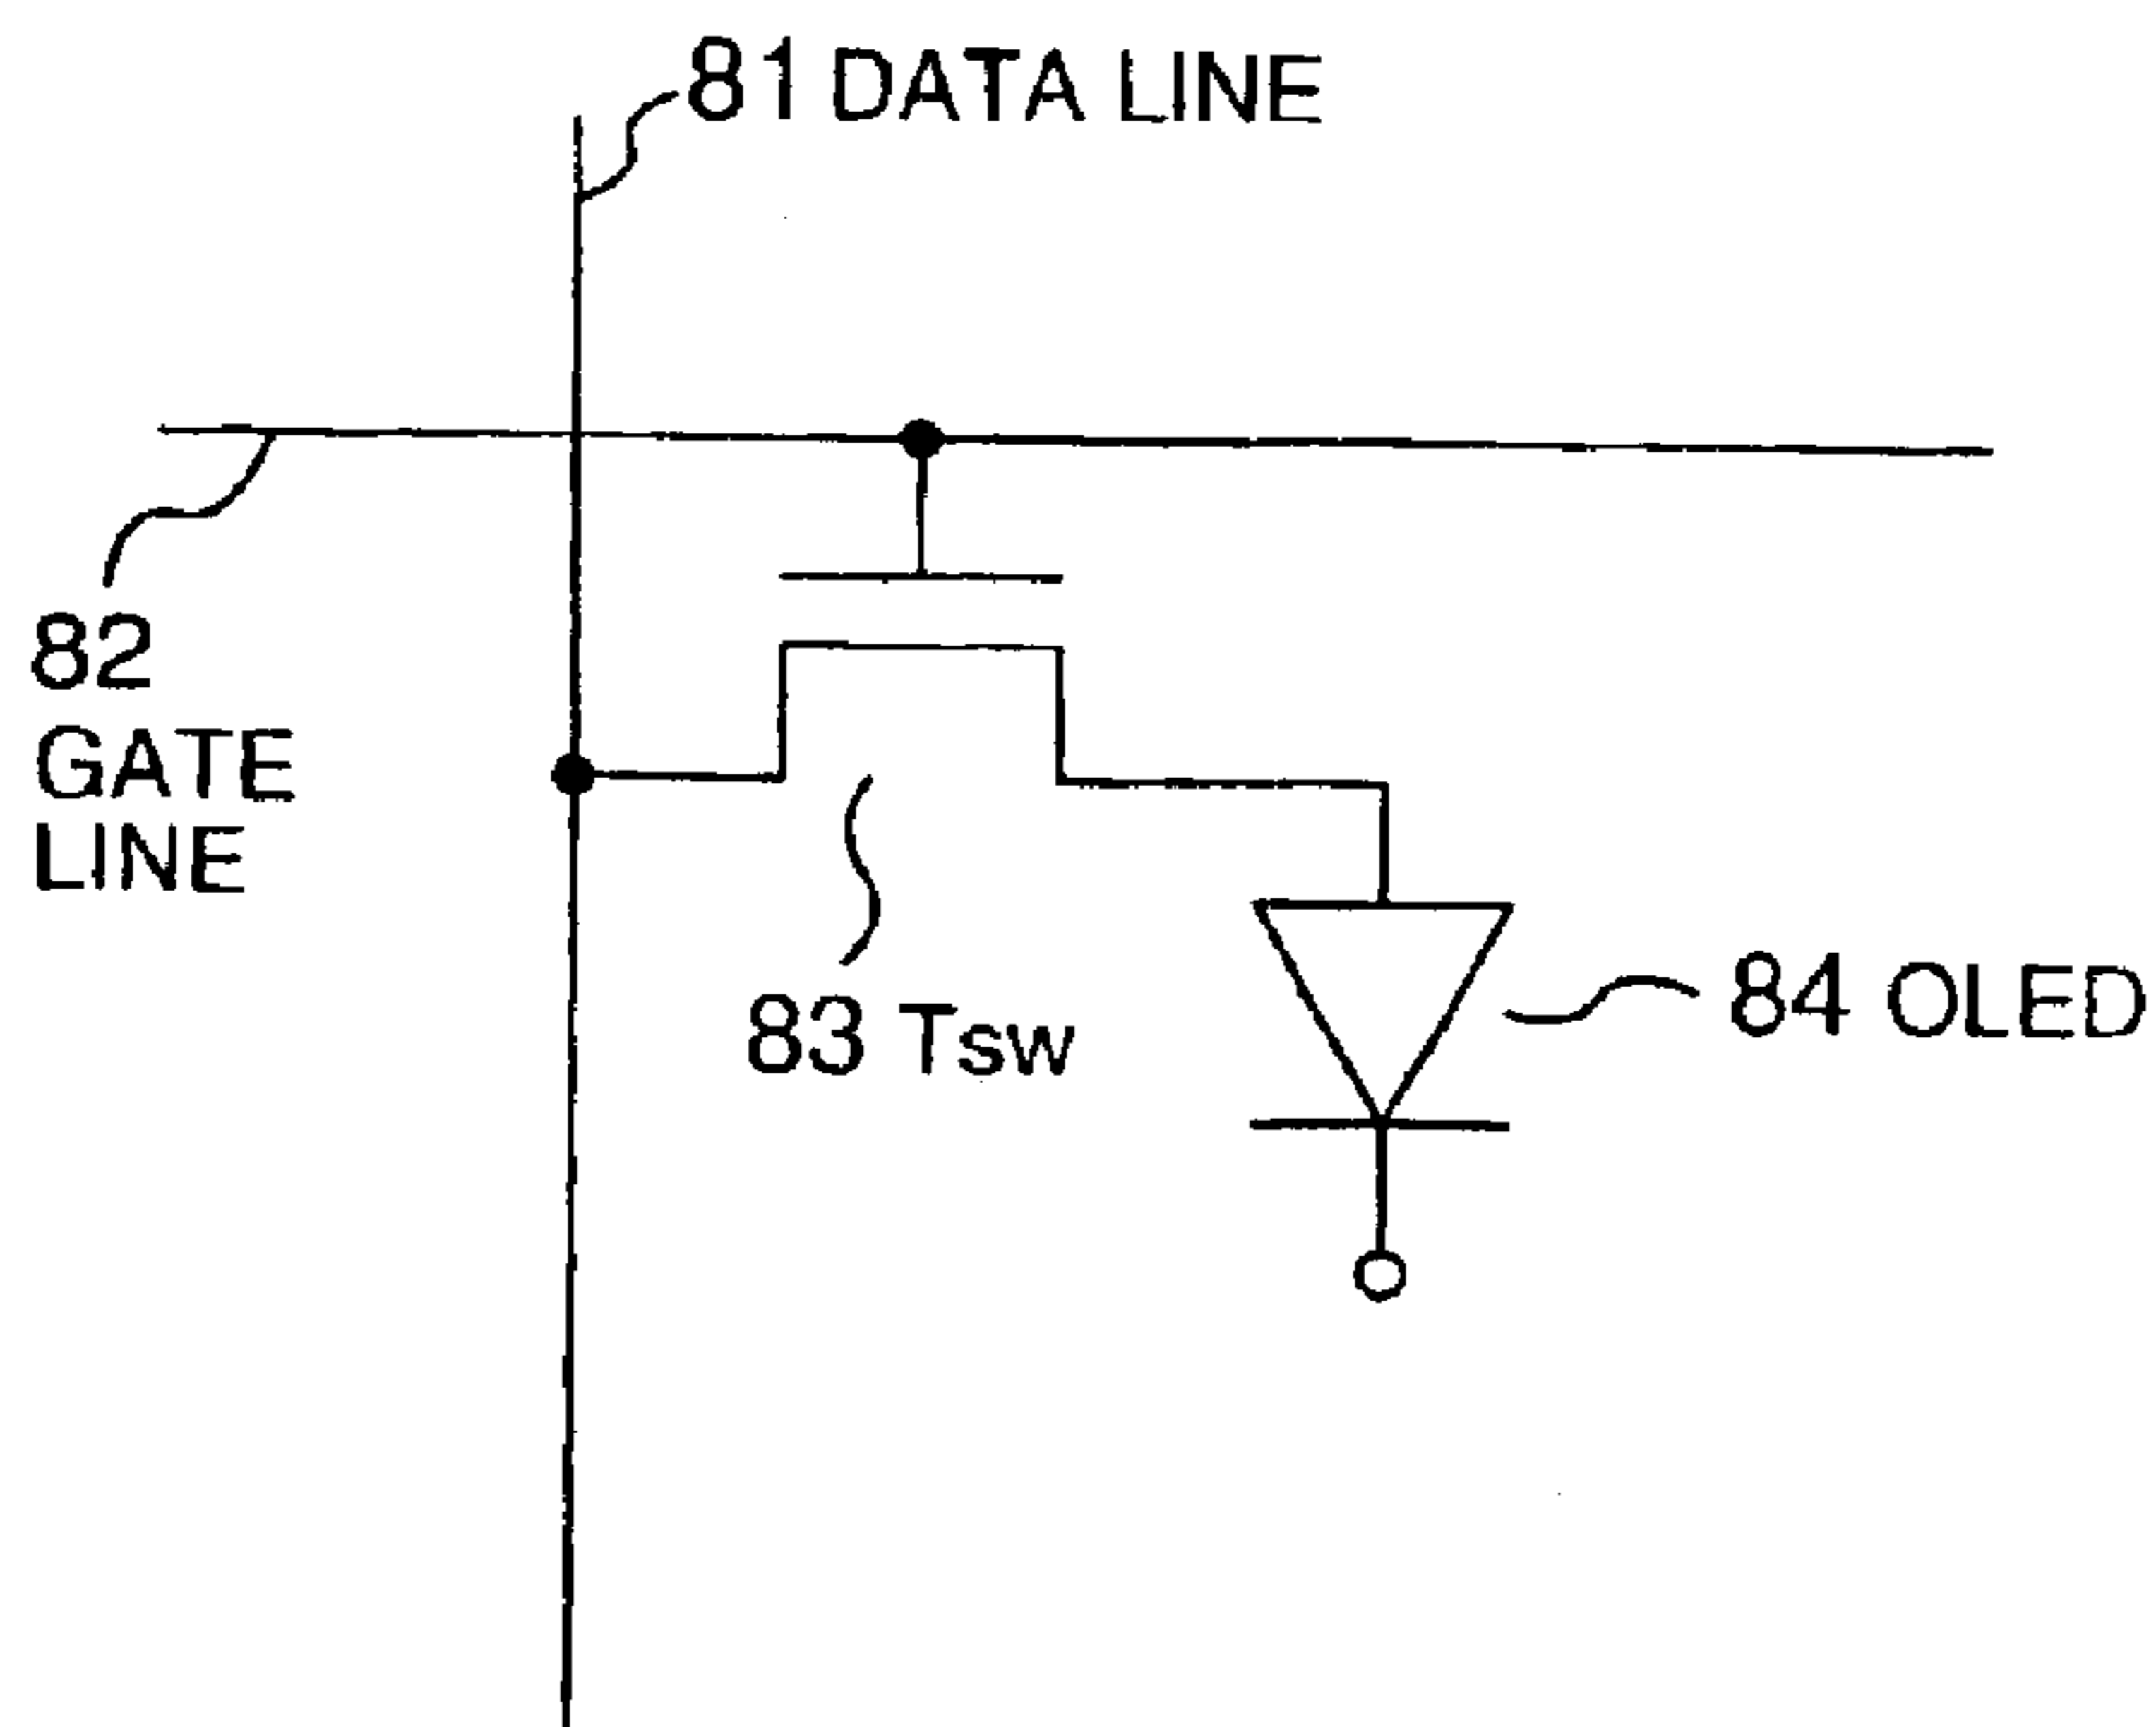 81 DATA LINE
82
GATE
LINE
83 Tsw
84 OLED